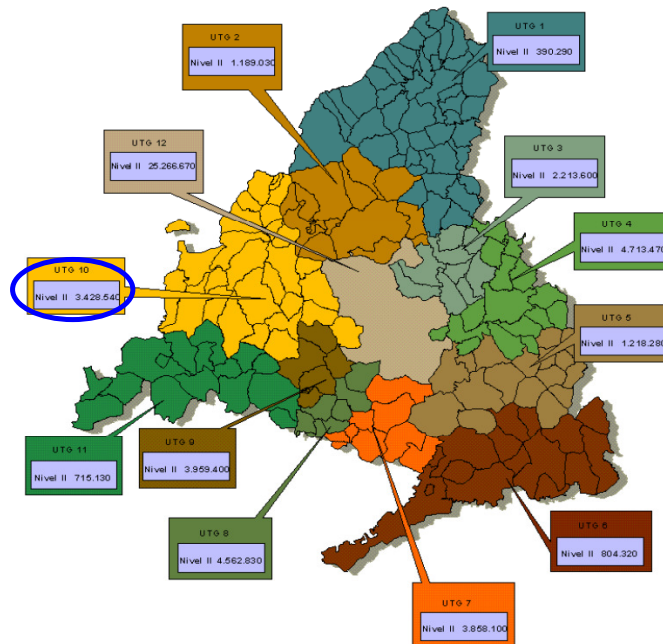 UTG 2
Nivel II 1.189.030
UTG 1
Nivel II 390.290
UTG 12
Nivel II 25.266.670
UTG 3
Nivel II 2.213.600
UTG 4
Nivel II 4.713.470
UTG 10
Nivel II 3.428.540
UTG 5
Nivel II 1.218.280
UTG 11
Nivel II 715.130
UTG 9
Nivel II 3.959.400
UTG 8
Nivel II 4.562.830
UTG 6
Nivel II 804.320
UTG 7
Nivel II 3.858.100